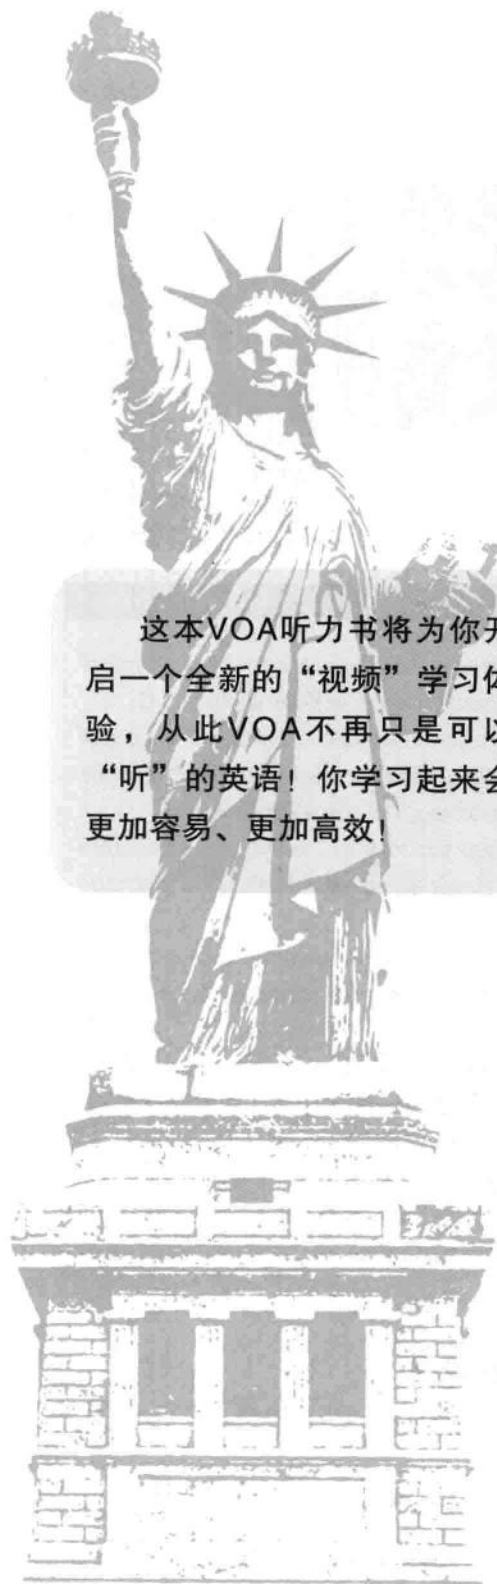 这本VOA听力书将为你开
启一个全新的“视频”学习体
验，从此VOA不再只是可以
“听”的英语！你学习起来会
更加容易、更加高效！